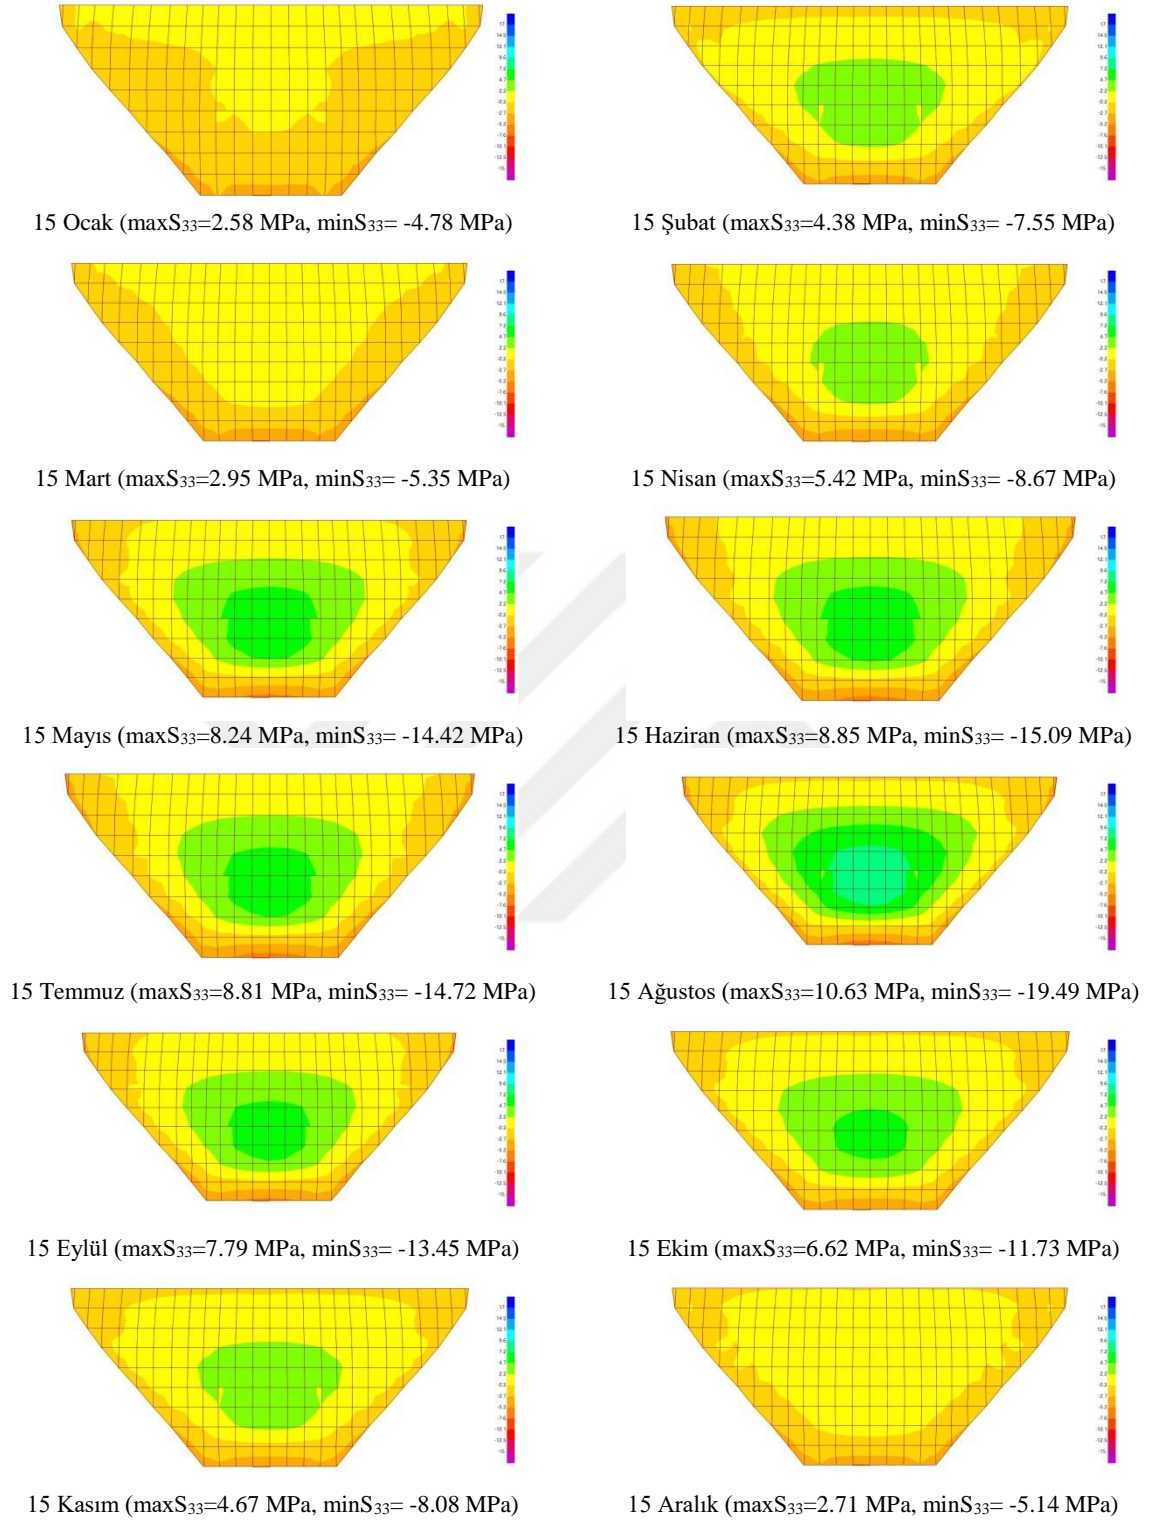 15 Ocak (maxS33=2.58 MPa, minS33= -4.78 MPa)
15 Şubat (maxS33=4.38 MPa, minS33= -7.55 MPa)
15 Mart (maxS33=2.95 MPa, minS33= -5.35 MPa)
15 Nisan (maxS33=5.42 MPa, minS33= -8.67 MPa)
15 Mayıs (maxS33=8.24 MPa, minS33= -14.42 MPa)
15 Haziran (maxS33=8.85 MPa, minS33= -15.09 MPa)
15 Temmuz (maxS33=8.81 MPa, minS33= -14.72 MPa)
15 Ağustos (maxS33=10.63 MPa, minS33= -19.49 MPa)
15 Eylül (maxS33=7.79 MPa, minS33= -13.45 MPa)
15 Ekim (maxS33=6.62 MPa, minS33= -11.73 MPa)
15 Kasım (maxS33=4.67 MPa, minS33= -8.08 MPa)
15 Aralık (maxS33=2.71 MPa, minS33= -5.14 MPa)